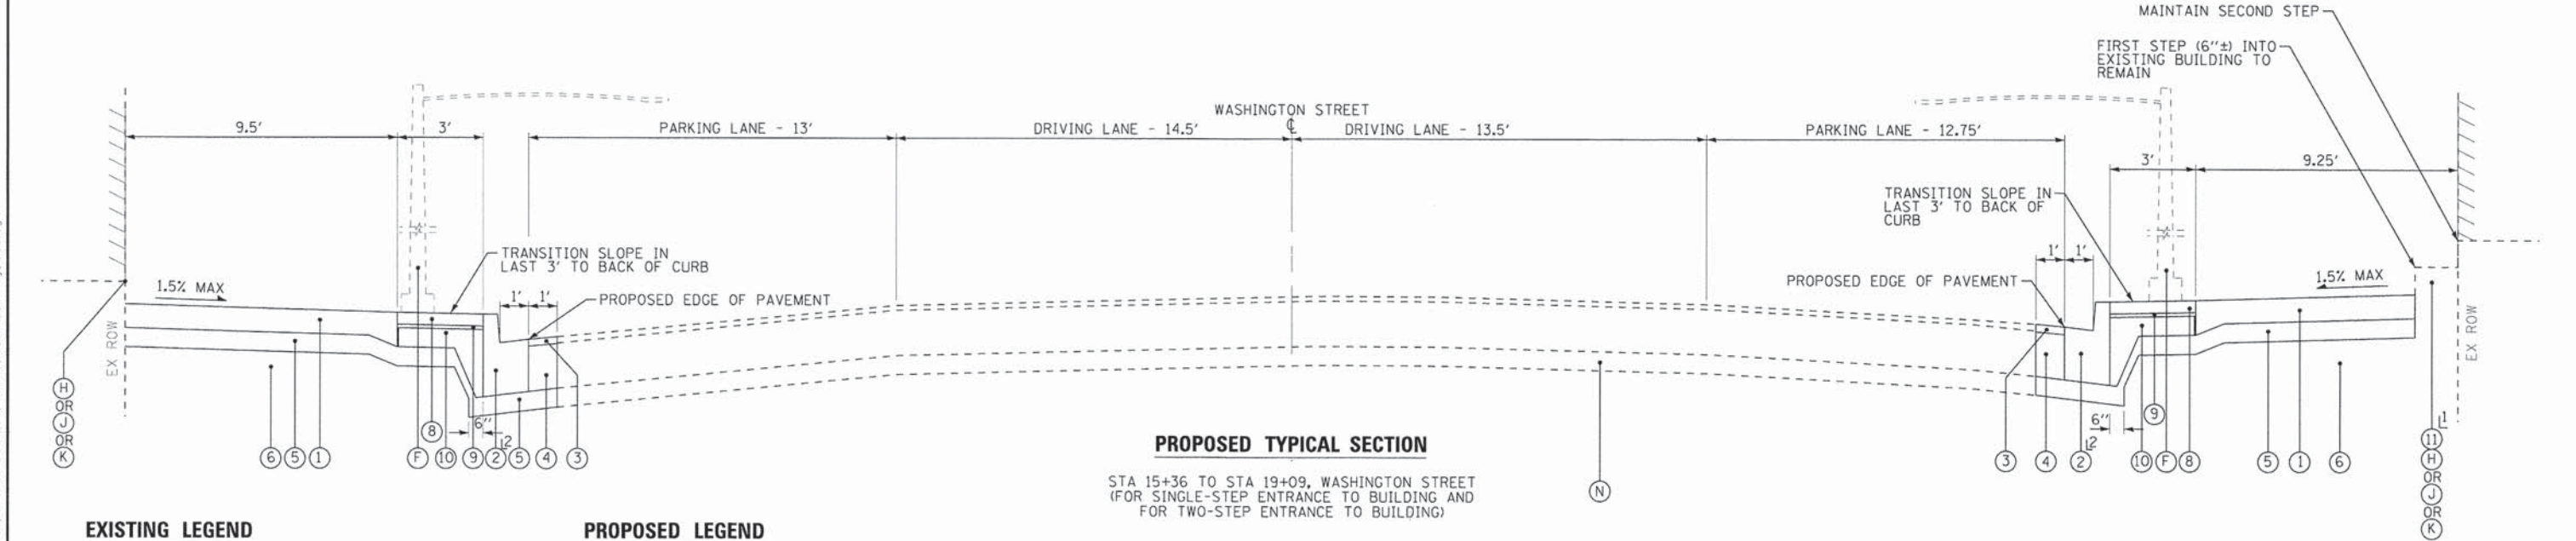 MAINTAIN SECOND STEP
FIRST STEP (6"±) INTO
EXISTING BUILDING TO
REMAIN
WASHINGTON STREET
℄
9.5'
3'
PARKING LANE - 13'
DRIVING LANE - 14.5'
DRIVING LANE - 13.5'
PARKING LANE - 12.75'
3'
9.25'
TRANSITION SLOPE IN
LAST 3' TO BACK OF
CURB
TRANSITION SLOPE IN
LAST 3' TO BACK OF CURB
1' 1'
1.5% MAX
1.5% MAX
PROPOSED EDGE OF PAVEMENT
1' 1'
PROPOSED EDGE OF PAVEMENT
EX ROW
EX ROW
H
OR
J
OR
K
6"
8
2
6 5 1 F 10 9 2 5 4 3
PROPOSED TYPICAL SECTION
STA 15+36 TO STA 19+09, WASHINGTON STREET
(FOR SINGLE-STEP ENTRANCE TO BUILDING AND
FOR TWO-STEP ENTRANCE TO BUILDING)
N
6"
9
2
3 4 2 10 F 8 5 1 6
1
11
H
OR
J
OR
K
EXISTING LEGEND
PROPOSED LEGEND